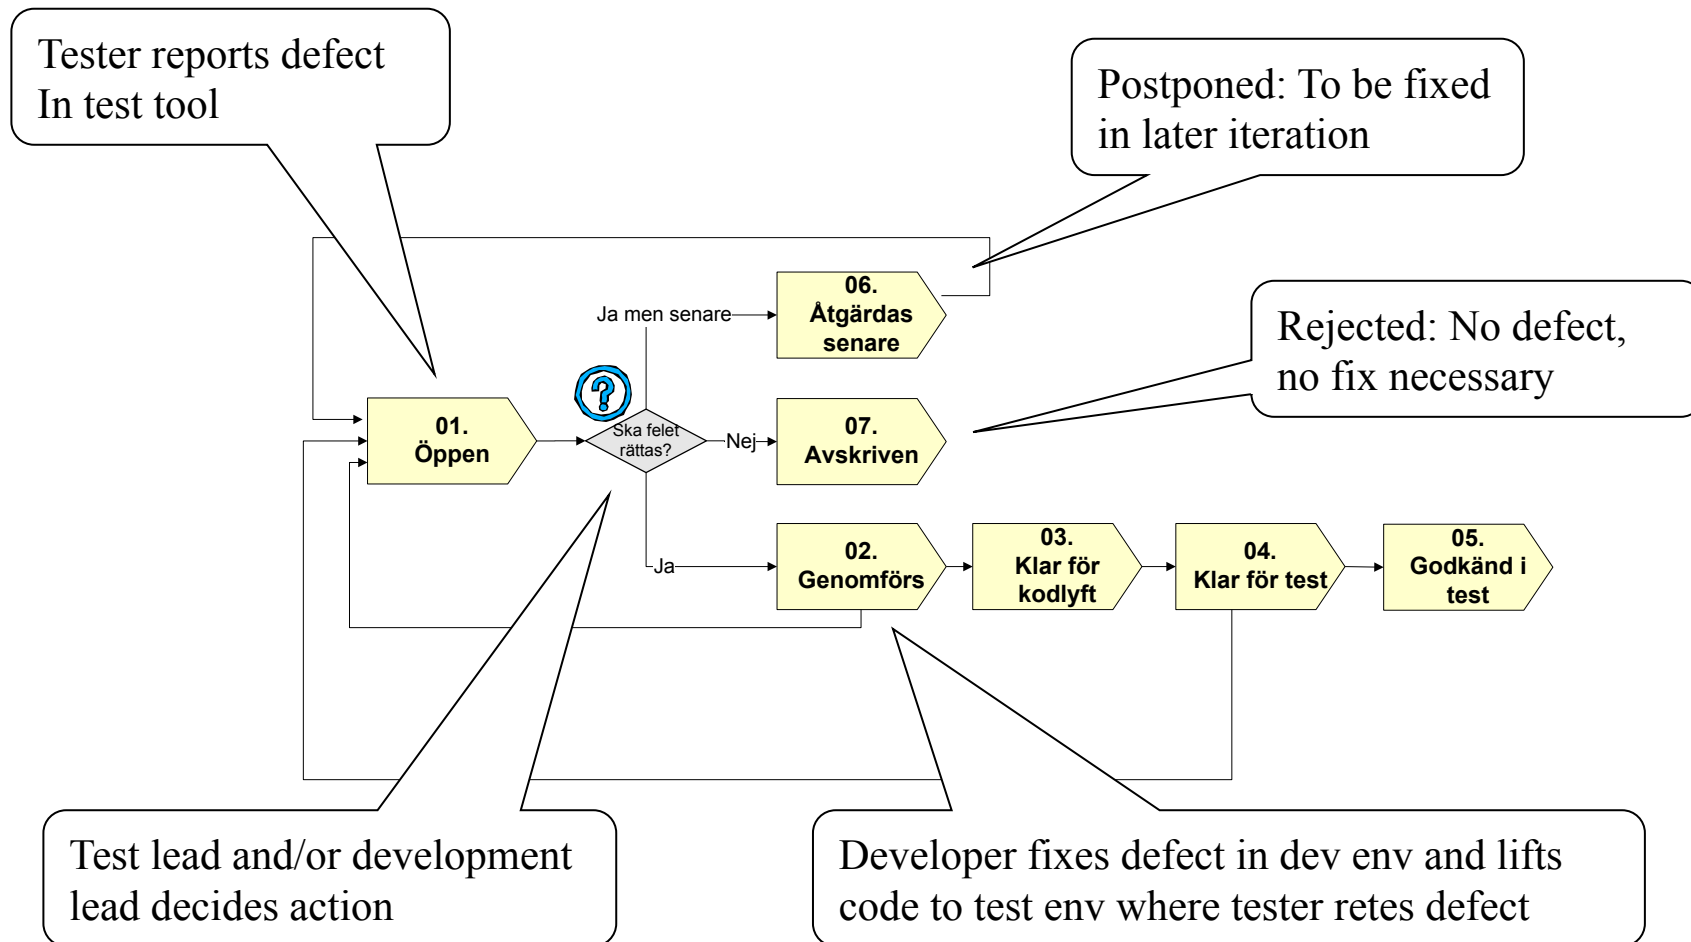 Tester reports defect
In test tool
Postponed: To be fixed
in later iteration
06.
Åtgärdas
senare
Ja men senare
Rejected: No defect,
no fix necessary
01.
Öppen
Ska felet
rättas?
Nej
07.
Avskriven
Ja
02.
Genomförs
03.
Klar för
kodlyft
04.
Klar för test
05.
Godkänd i
test
Test lead and/or development
lead decides action
Developer fixes defect in dev env and lifts
code to test env where tester retes defect